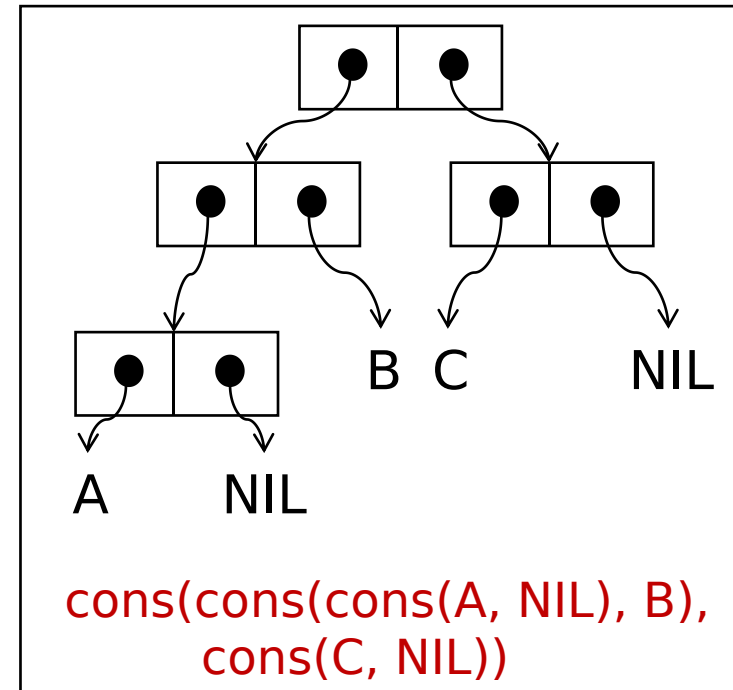 B C NIL
A NIL
cons(cons(cons(A, NIL), B),
cons(C, NIL))